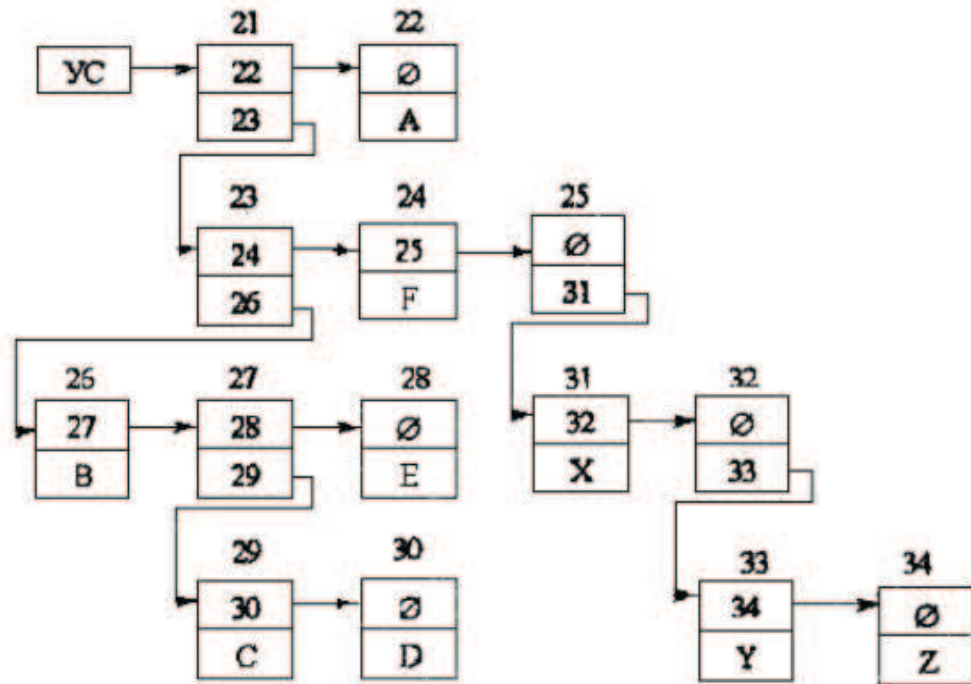 21 22
УС 22 Ø
23 A
23 24 25
24 25 Ø
26 F 31
26 27 28 31 32
27 28 Ø 32 Ø
B 29 E X 33
29 30 33 34
30 Ø 34 Ø
C D Y Z